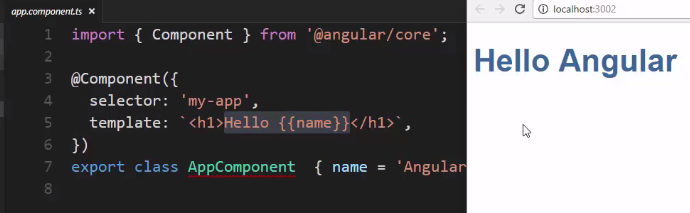 app.component.ts ×
localhost:3002
1 import { Component } from '@angular/core';
2
3 @Component({
4 selector: 'my-app',
5 template: `<h1>Hello {{name}}</h1>`,
6 })
7 export class AppComponent { name = 'Angular
8
Hello Angular